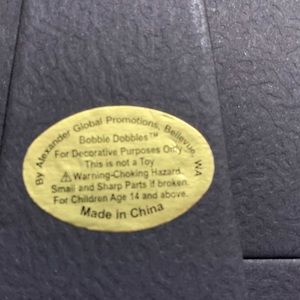 By Alexander Global Promotions, Bellevue, WA
Bobble Dobbles™
For Decorative Purposes Only
This is not a Toy
⚠Warning-Choking Hazard
Small and Sharp Parts if broken.
For Children Age 14 and above.
Made in China